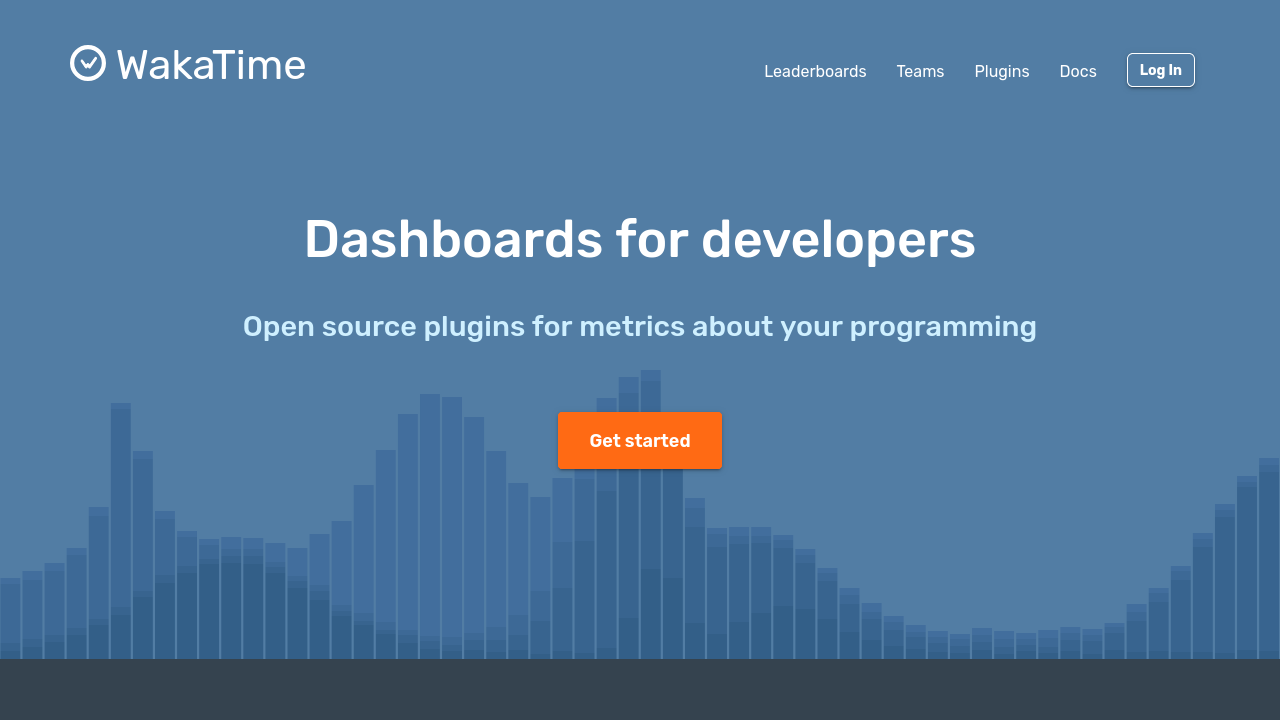 WakaTime
Leaderboards
Teams
Plugins
Docs
Log In
Dashboards for developers
Open source plugins for metrics about your programming
Get started